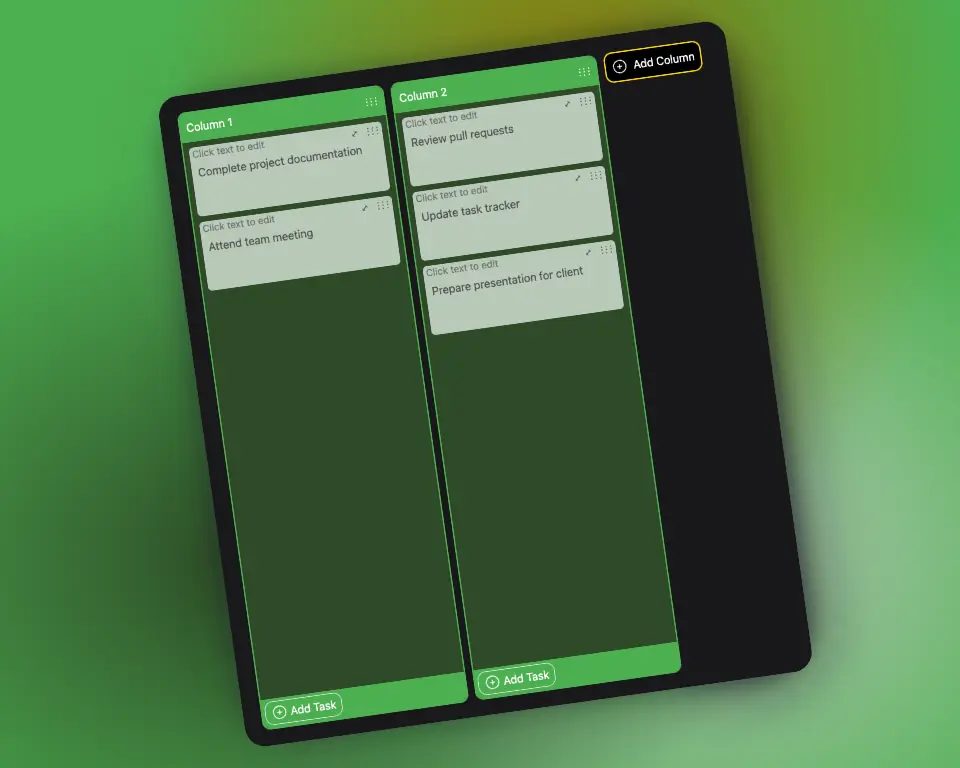 Column 1
Click text to edit
Complete project documentation
Click text to edit
Attend team meeting
Add Task
Column 2
Click text to edit
Review pull requests
Click text to edit
Update task tracker
Click text to edit
Prepare presentation for client
Add Task
Add Column